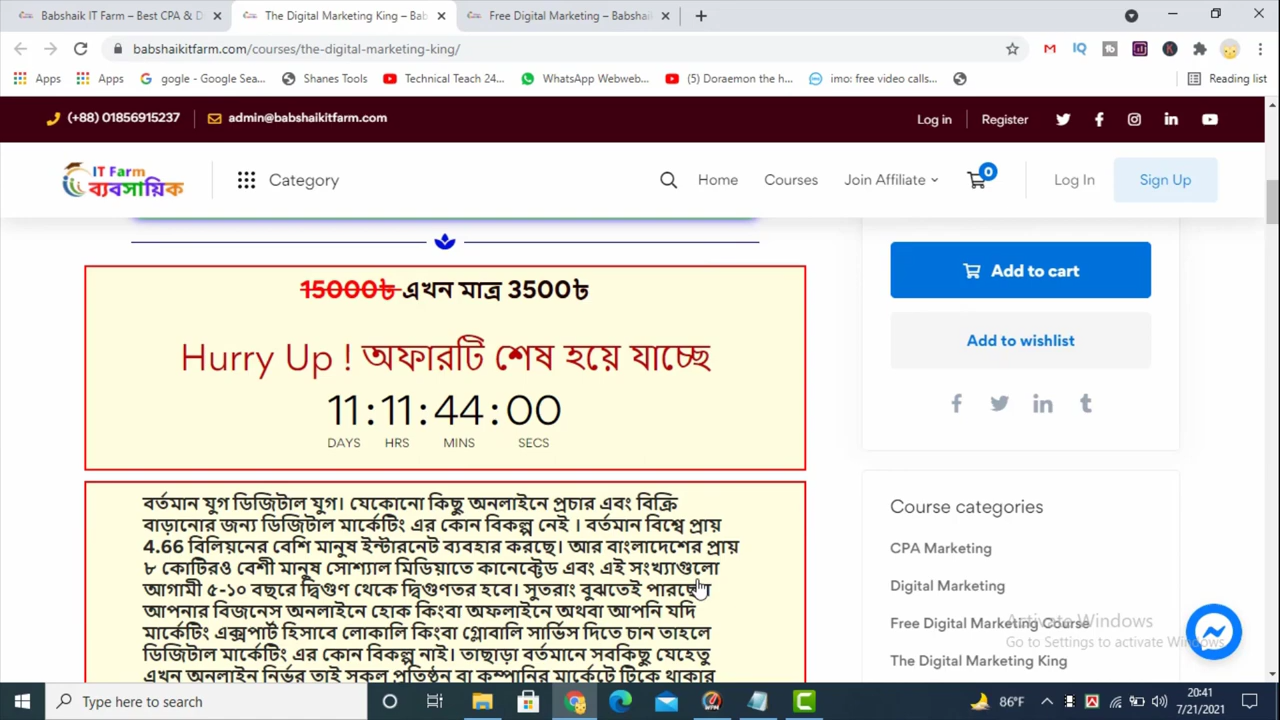 Babshaik IT Farm – Best CPA & D
The Digital Marketing King – Bab
Free Digital Marketing – Babshai
babshaikitfarm.com/courses/the-digital-marketing-king/
Apps
Apps
gogle - Google Sea...
Shanes Tools
Technical Teach 24...
WhatsApp Webweb...
(5) Doraemon the h...
imo: free video calls...
Reading list
(+88) 01856915237
admin@babshaikitfarm.com
Log in
Register
IT Farm
ব্যবসায়িক
Category
Home
Courses
Join Affiliate
0
Log In
Sign Up
15000৳ এখন মাত্র 3500৳
Hurry Up ! অফারটি শেষ হয়ে যাচ্ছে
11 : 11 : 44 : 00
DAYS HRS MINS SECS
বর্তমান যুগ ডিজিটাল যুগ। যেকোনো কিছু অনলাইনে প্রচার এবং বিক্রি
বাড়ানোর জন্য ডিজিটাল মার্কেটিং এর কোন বিকল্প নেই । বর্তমান বিশ্বে প্রায়
4.66 বিলিয়নের বেশি মানুষ ইন্টারনেট ব্যবহার করছে। আর বাংলাদেশের প্রায়
৮ কোটিরও বেশী মানুষ সোশ্যাল মিডিয়াতে কানেক্টেড এবং এই সংখ্যাগুলো
আগামী ৫-১০ বছরে দ্বিগুণ থেকে দ্বিগুণতর হবে। সুতরাং বুঝতেই পারছেন
আপনার বিজনেস অনলাইনে হোক কিংবা অফলাইনে অথবা আপনি যদি
মার্কেটিং এক্সপার্ট হিসাবে লোকালি কিংবা গ্লোবালি সার্ভিস দিতে চান তাহলে
ডিজিটাল মার্কেটিং এর কোন বিকল্প নাই। তাছাড়া বর্তমানে সবকিছু যেহেতু
এখন অনলাইন নির্ভর তাই সকল প্রতিষ্ঠান বা কম্পানির মার্কেটে টিকে থাকার
Add to cart
Add to wishlist
Course categories
CPA Marketing
Digital Marketing
Free Digital Marketing Course
The Digital Marketing King
Activate Windows
Go to Settings to activate Windows.
Type here to search
86°F
20:41
7/21/2021